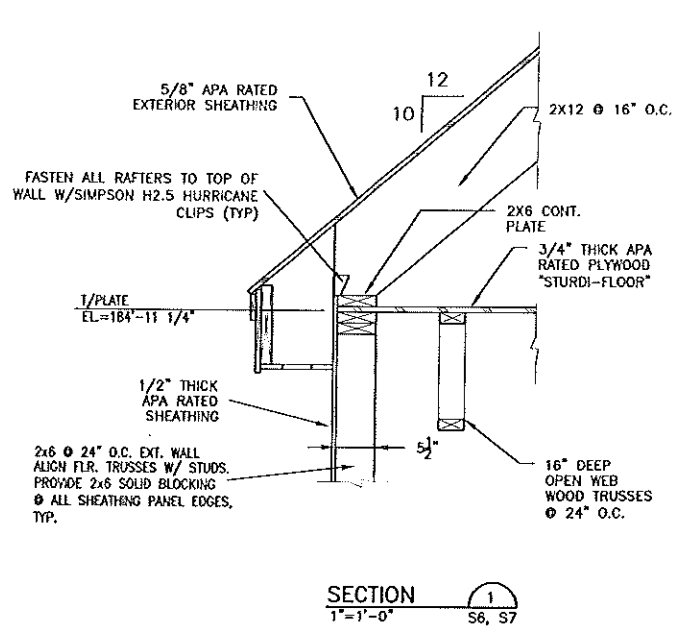 5/8" APA RATED
EXTERIOR SHEATHING
12
10
2X12 @ 16" O.C.
FASTEN ALL RAFTERS TO TOP OF
WALL W/SIMPSON H2.5 HURRICANE
CLIPS (TYP)
2X6 CONT.
PLATE
3/4" THICK APA
RATED PLYWOOD
"STURDI-FLOOR"
T/PLATE
EL.=184'-11 1/4"
1/2" THICK
APA RATED
SHEATHING
5½"
2x6 @ 24" O.C. EXT. WALL
ALIGN FLR. TRUSSES W/ STUDS.
PROVIDE 2x6 SOLID BLOCKING
@ ALL SHEATHING PANEL EDGES,
TYP.
16" DEEP
OPEN WEB
WOOD TRUSSES
@ 24" O.C.
SECTION
1"=1'-0"
1
S6, S7